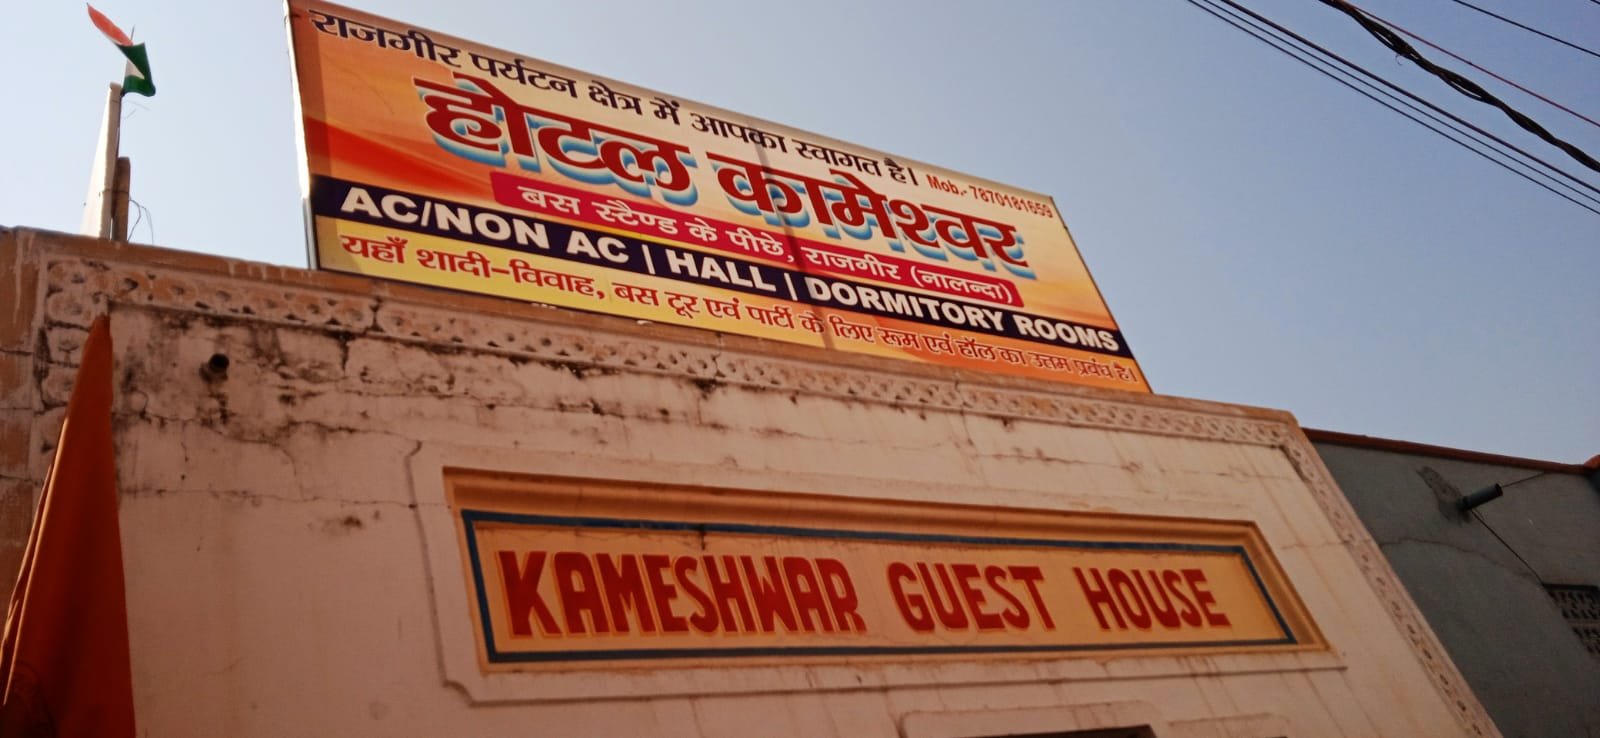 राजगीर पर्यटन क्षेत्र में आपका स्वागत है।
Mob.- 7870181659
होटल कामेश्वर
बस स्टैण्ड के पीछे, राजगीर (नालन्दा)
AC/NON AC | HALL | DORMITORY ROOMS
यहाँ शादी-विवाह, बस टूर एवं पार्टी के लिए रूम एवं हॉल का उत्तम प्रबंध है।
KAMESHWAR GUEST HOUSE